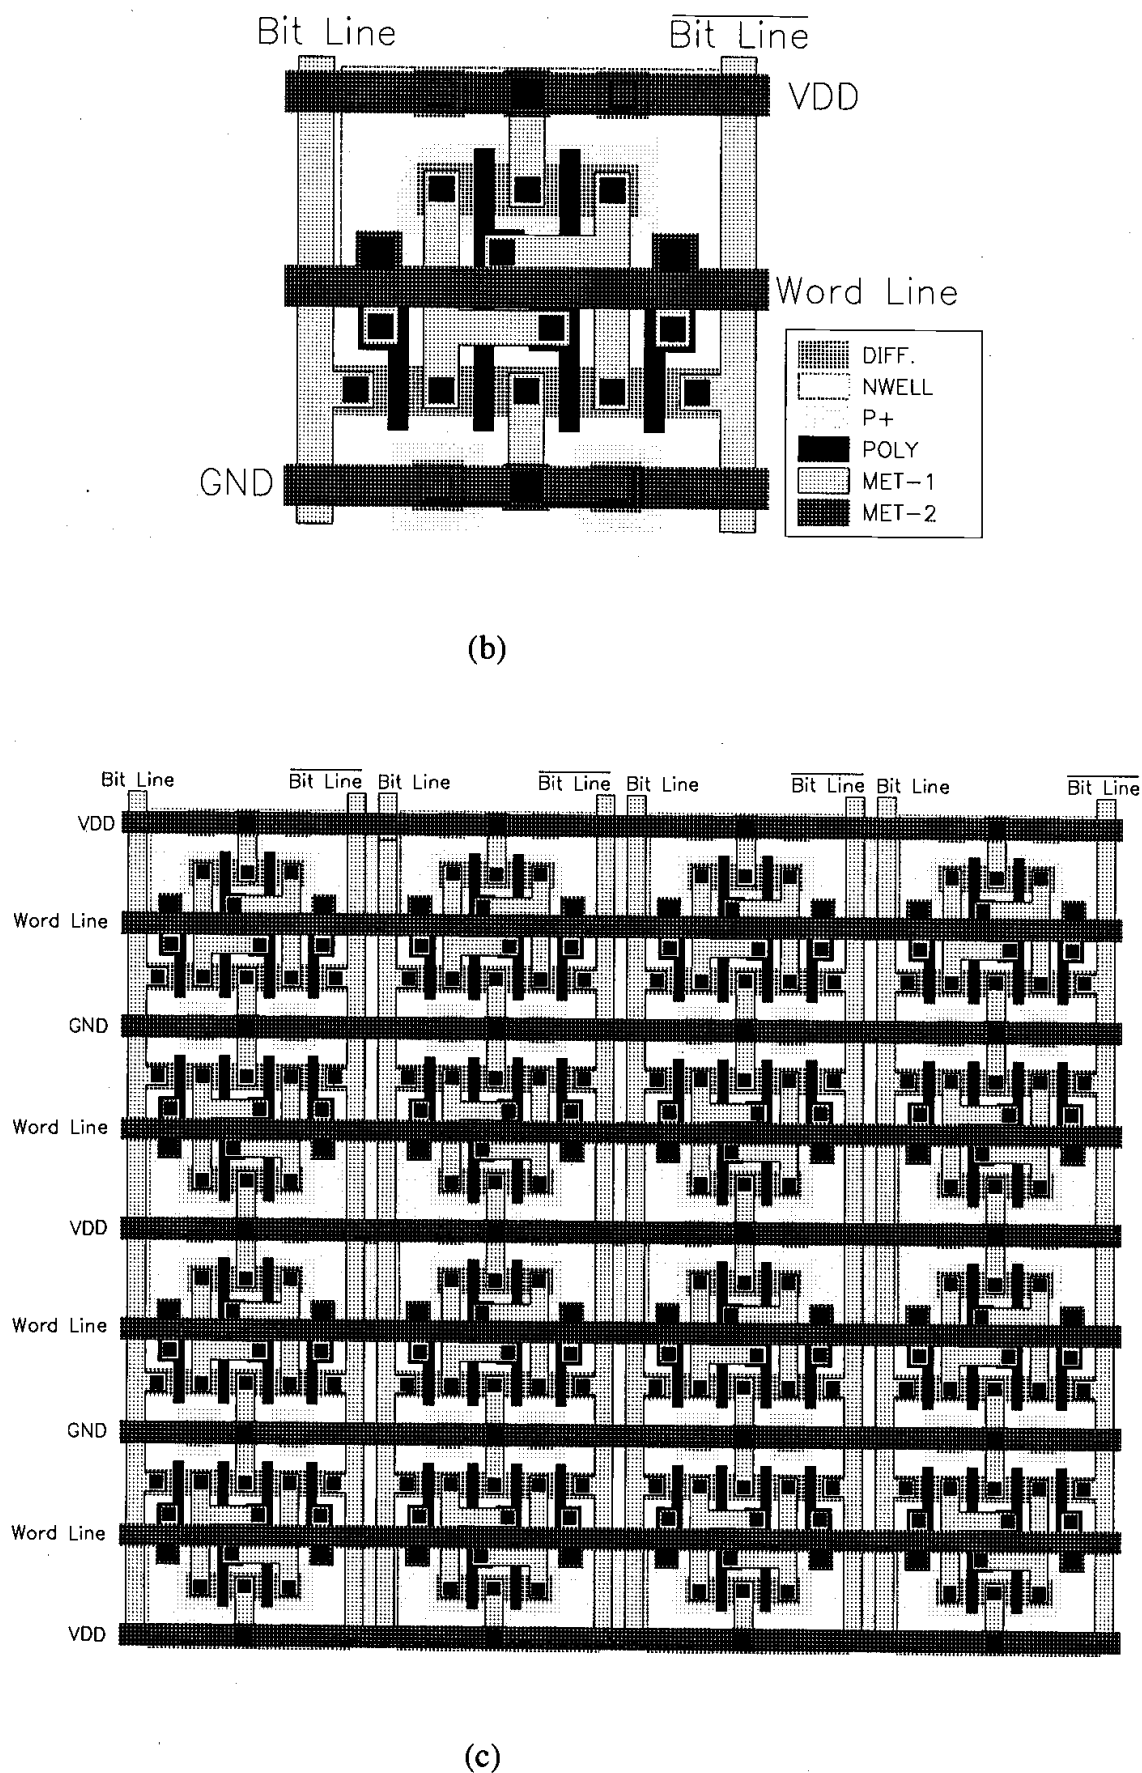 Bit Line Bit Line
VDD
Word Line
DIFF.
NWELL
P+
POLY
MET-1
MET-2
GND
(b)
Bit Line Bit Line Bit Line Bit Line Bit Line Bit Line Bit Line Bit Line
VDD
Word Line
GND
Word Line
VDD
Word Line
GND
Word Line
VDD
(c)